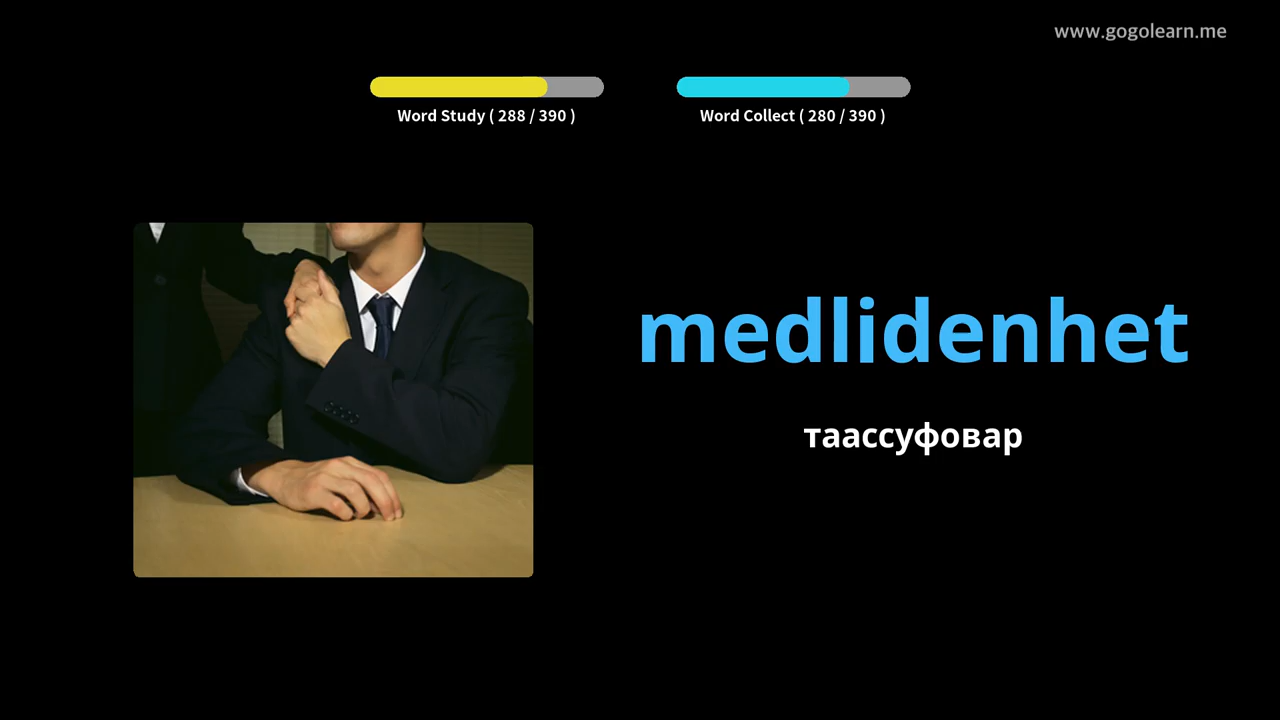 www.gogolearn.me
Word Study ( 288 / 390 )
Word Collect ( 280 / 390 )
medlidenhet
таассуфовар